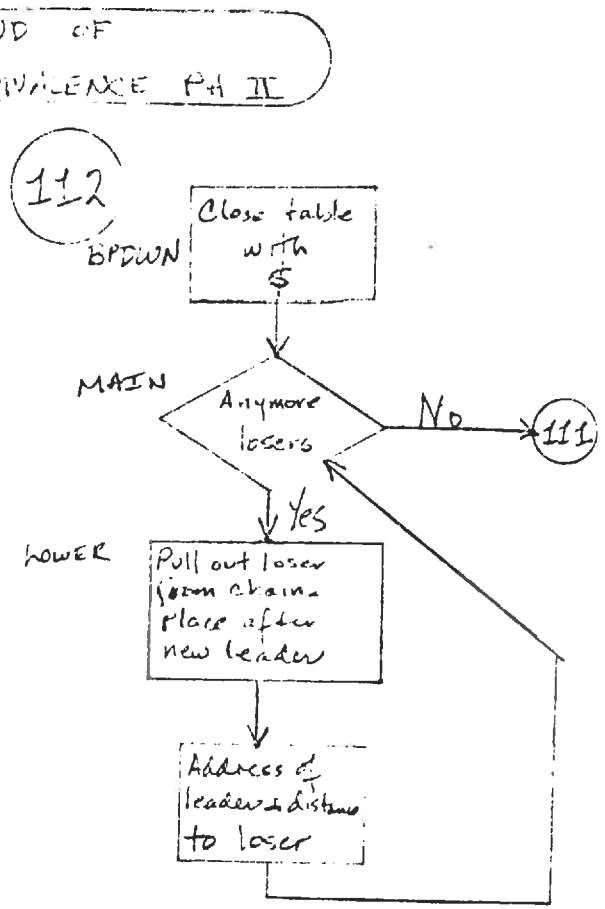 OF
PH II
112
BPDWN
Close table
with
$
MAIN
Anymore
losers
No
111
Yes
LOWER
Pull out loser
from chain
Place after
new leader
Address of
leader & distance
to loser